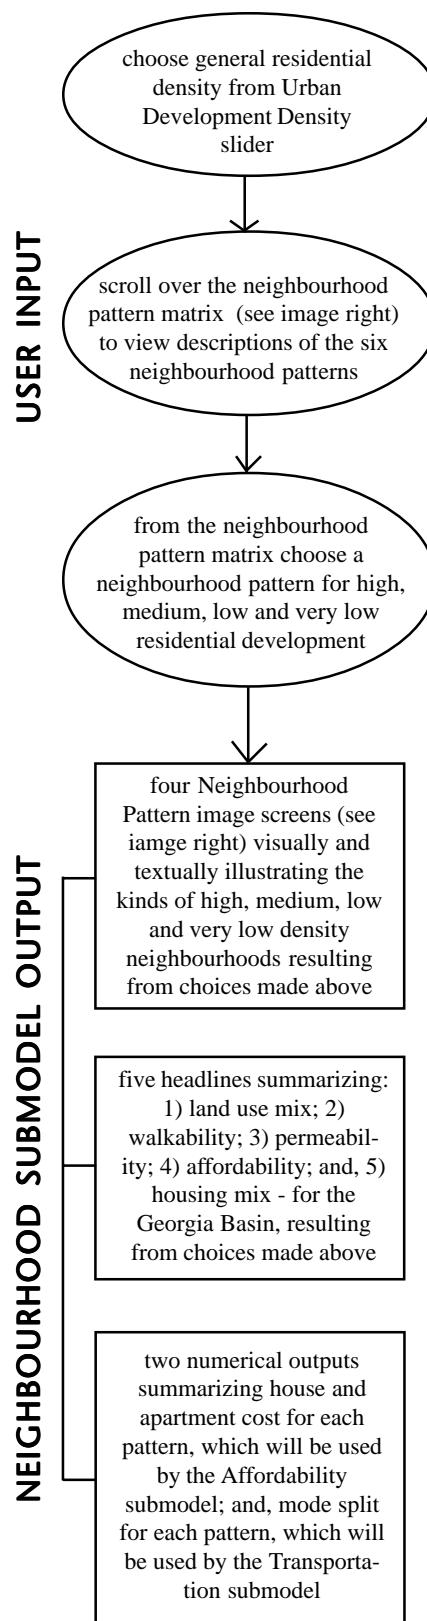 choose general residential
density from Urban
Development Density
slider
USER INPUT
scroll over the neighbourhood
pattern matrix (see image right)
to view descriptions of the six
neighbourhood patterns
from the neighbourhood
pattern matrix choose a
neighbourhood pattern for high,
medium, low and very low
residential development
NEIGHBOURHOOD SUBMODEL OUTPUT
four Neighbourhood
Pattern image screens (see
iamge right) visually and
textually illustrating the
kinds of high, medium, low
and very low density
neighbourhoods resulting
from choices made above
five headlines summarizing:
1) land use mix; 2)
walkability; 3) permeabil-
ity; 4) affordability; and, 5)
housing mix - for the
Georgia Basin, resulting
from choices made above
two numerical outputs
summarizing house and
apartment cost for each
pattern, which will be used
by the Affordability
submodel; and, mode split
for each pattern, which will
be used by the Transporta-
tion submodel